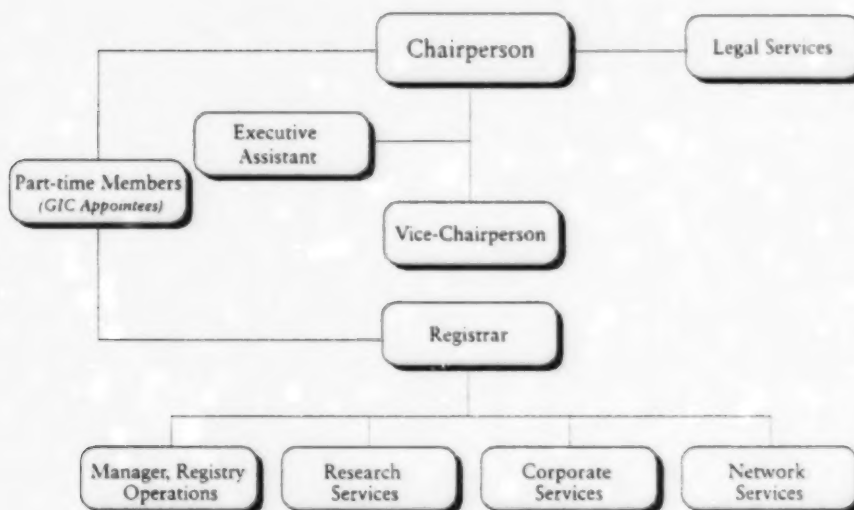 Chairperson
Legal Services
Executive
Assistant
Part-time Members
(GIC Appointees)
Vice-Chairperson
Registrar
Manager, Registry
Operations
Research
Services
Corporate
Services
Network
Services